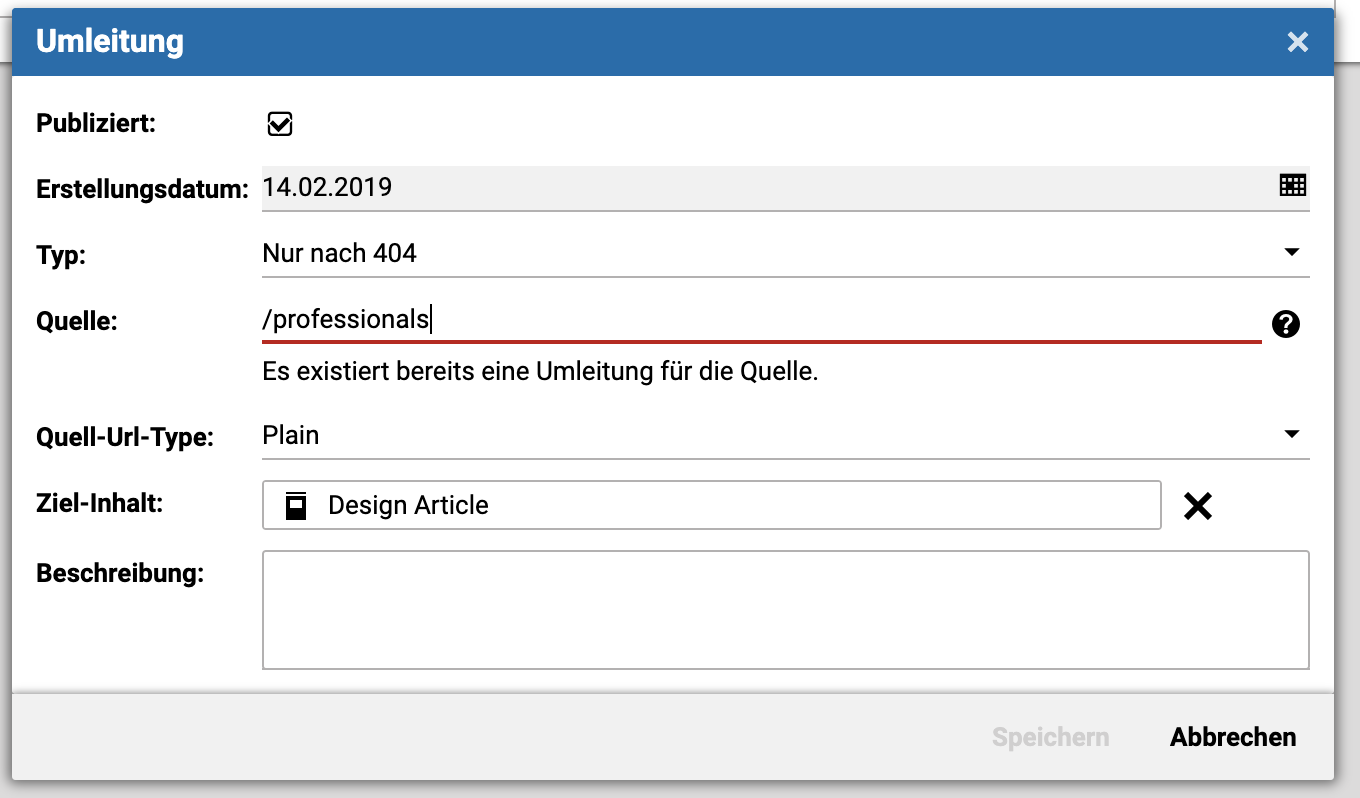 Umleitung
Publiziert:
Erstellungsdatum: 14.02.2019
Typ: Nur nach 404
Quelle: /professionals
Es existiert bereits eine Umleitung für die Quelle.
Quell-Url-Type: Plain
Ziel-Inhalt: Design Article
Beschreibung:
Speichern Abbrechen